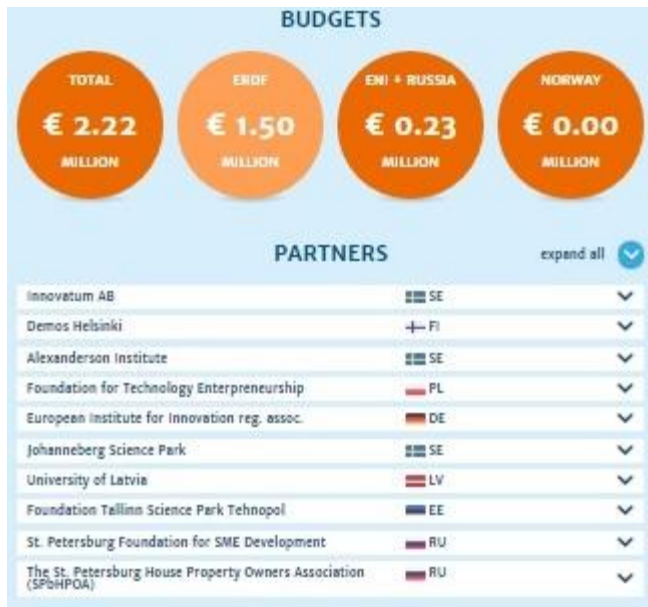 BUDGETS
TOTAL
€ 2.22
MILLION
ERDF
€ 1.50
MILLION
ENI + RUSSIA
€ 0.23
MILLION
NORWAY
€ 0.00
MILLION
PARTNERS
expand all
Innovatum AB SE
Demos Helsinki FI
Alexanderson Institute SE
Foundation for Technology Enterpreneurship PL
European Institute for Innovation reg. assoc. DE
Johanneberg Science Park SE
University of Latvia LV
Foundation Tallinn Science Park Tehnopol EE
St. Petersburg Foundation for SME Development RU
The St. Petersburg House Property Owners Association RU
(SPbHPOA)